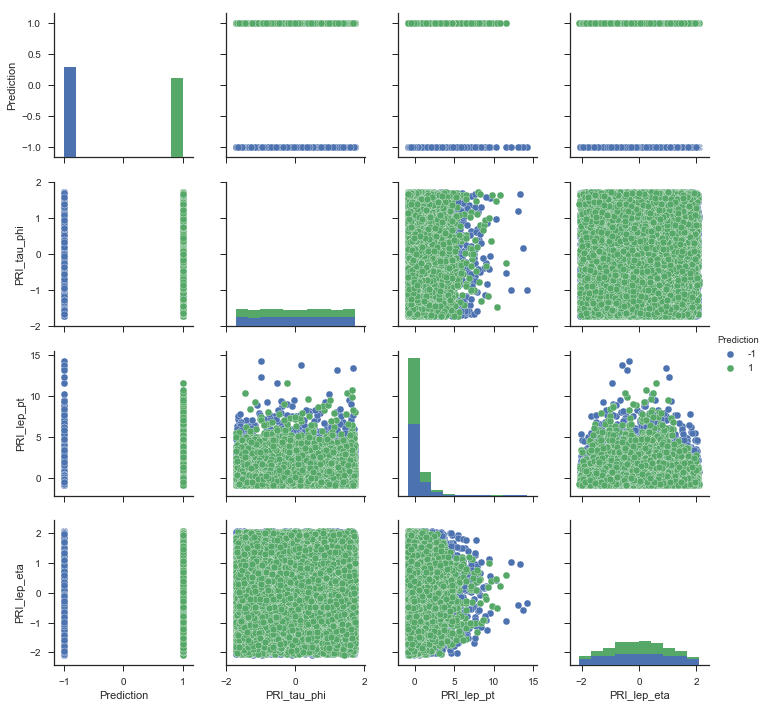 1.0
0.5
0.0
−0.5
−1.0
Prediction
2
1
0
−1
−2
PRI_tau_phi
15
10
5
0
PRI_lep_pt
2
1
0
−1
−2
PRI_lep_eta
−1 0 1
Prediction
−2 0 2
PRI_tau_phi
0 5 10 15
PRI_lep_pt
−2 0 2
PRI_lep_eta
Prediction
-1
1